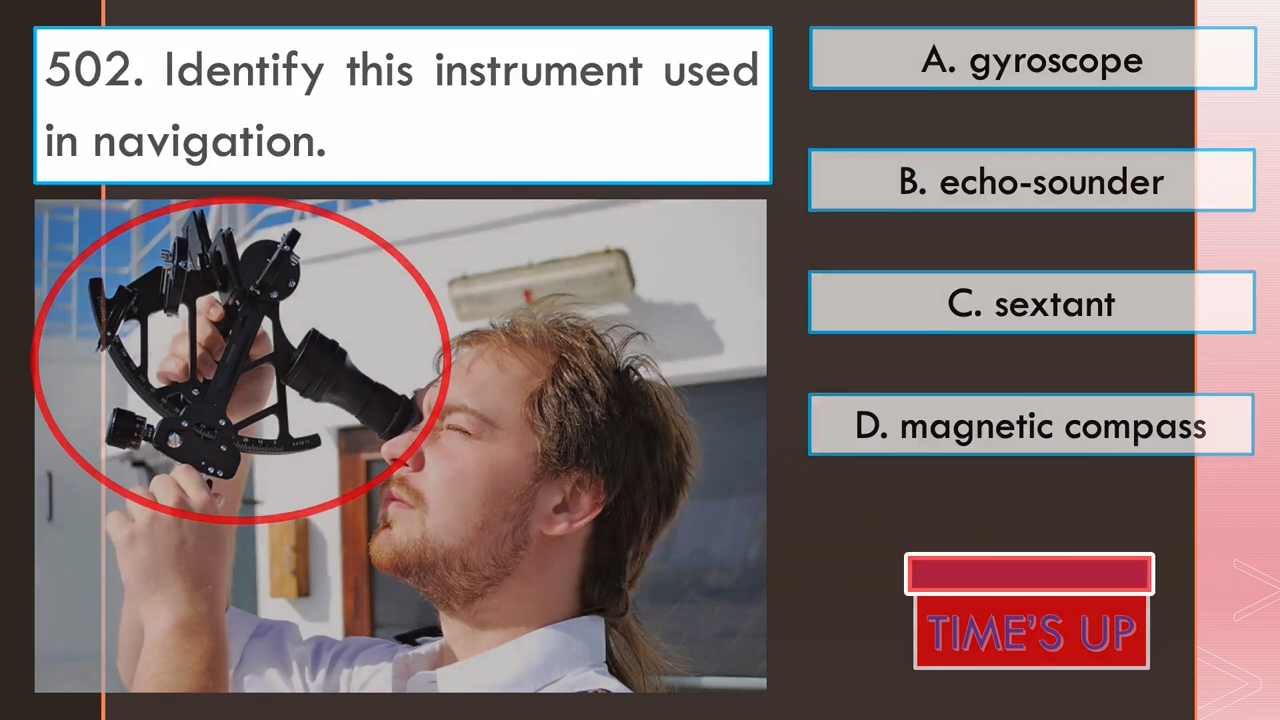 502. Identify this instrument used
in navigation.
A. gyroscope
B. echo-sounder
C. sextant
D. magnetic compass
TIME'S UP